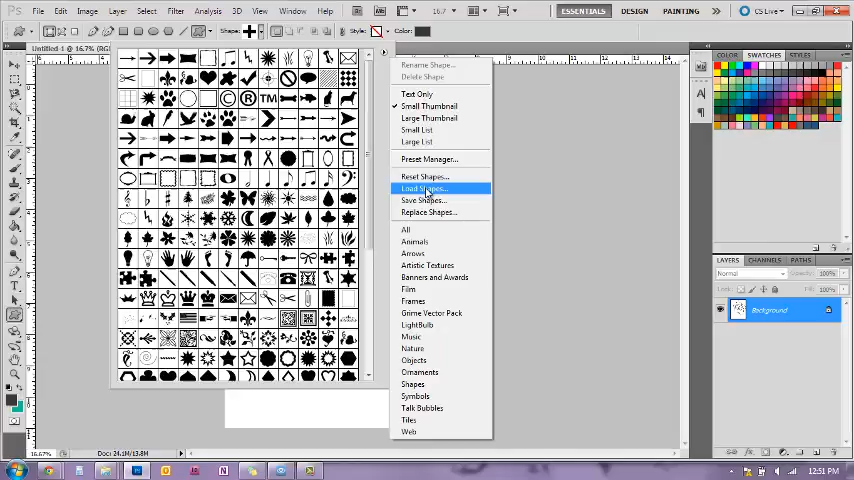 Ps File Edit Image Layer Select Filter Analysis 3D View Window Help 16.7 ESSENTIALS DESIGN PAINTING CS Live
Shape: Style: Color:
Untitled-1 @ 16.7% (RG
Rename Shape...
Delete Shape
Text Only
Small Thumbnail
Large Thumbnail
Small List
Large List
Preset Manager...
Reset Shapes...
Load Shapes...
Save Shapes...
Replace Shapes...
All
Animals
Arrows
Artistic Textures
Banners and Awards
Film
Frames
Grime Vector Pack
LightBulb
Music
Nature
Objects
Ornaments
Shapes
Symbols
Talk Bubbles
Tiles
Web
COLOR SWATCHES STYLES
LAYERS CHANNELS PATHS
Normal Opacity: 100%
Lock: Fill: 100%
Background
16.67% Doc: 24.1M/13.8M
12:51 PM